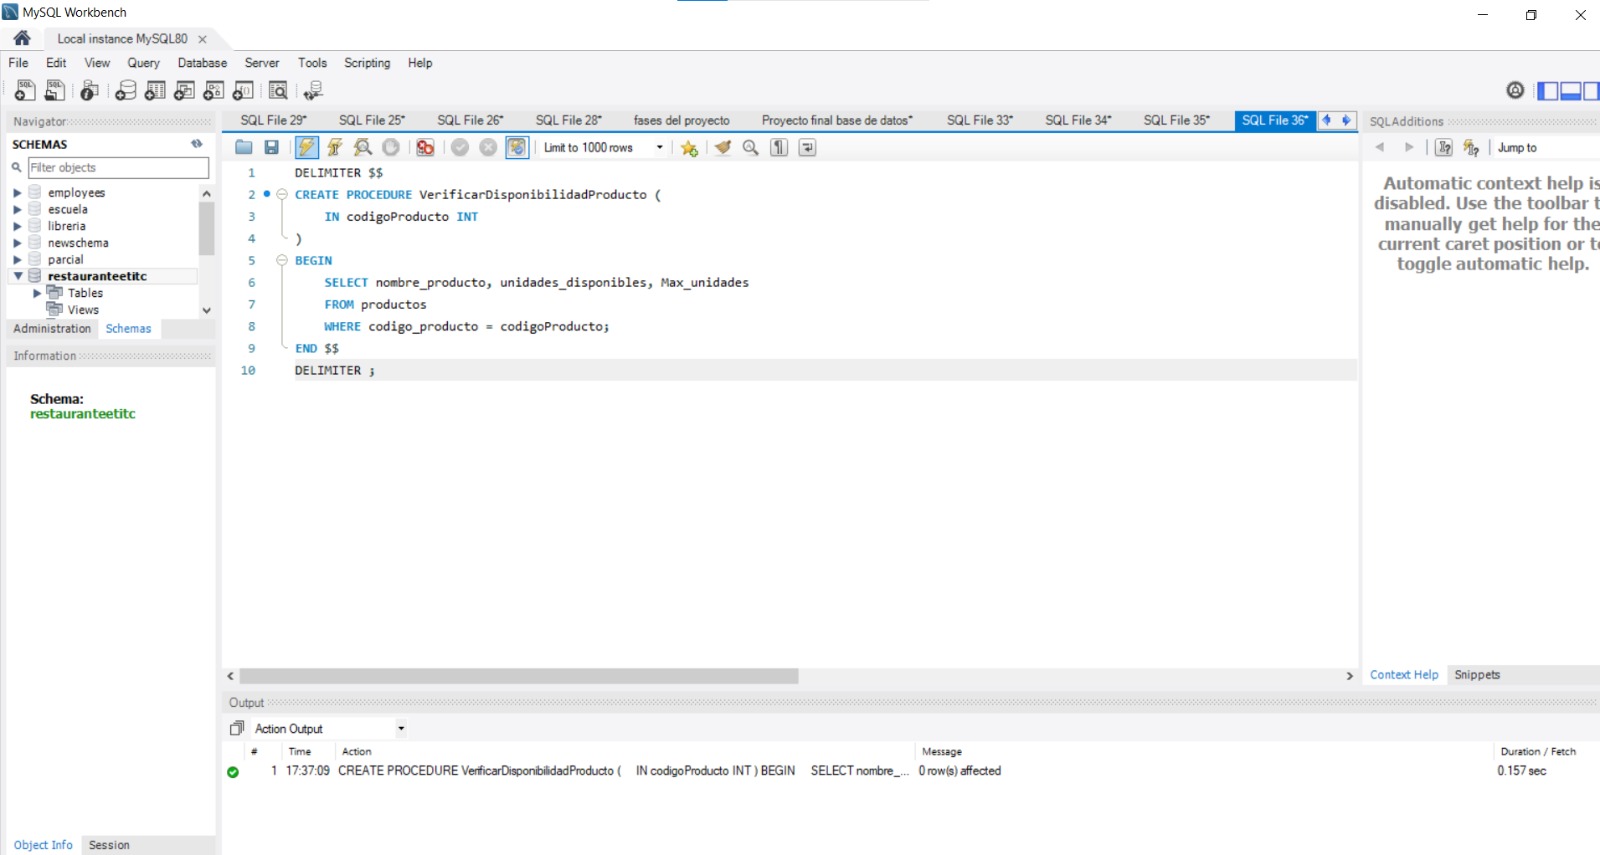 MySQL Workbench
Local instance MySQL80
File Edit View Query Database Server Tools Scripting Help
Navigator
SCHEMAS
Filter objects
employees
escuela
libreria
newschema
parcial
restauranteetitc
Tables
Views
Administration Schemas
Information
Schema:
restauranteetitc
Object Info Session
SQL File 29* SQL File 25* SQL File 26* SQL File 28* fases del proyecto Proyecto final base de datos* SQL File 33* SQL File 34* SQL File 35* SQL File 36*
Limit to 1000 rows
1 DELIMITER $$
2 CREATE PROCEDURE VerificarDisponibilidadProducto (
3 IN codigoProducto INT
4 )
5 BEGIN
6 SELECT nombre_producto, unidades_disponibles, Max_unidades
7 FROM productos
8 WHERE codigo_producto = codigoProducto;
9 END $$
10 DELIMITER ;
SQLAdditions
Jump to
Automatic context help is
disabled. Use the toolbar t
manually get help for the
current caret position or to
toggle automatic help.
Context Help Snippets
Output
Action Output
# Time Action Message Duration / Fetch
1 17:37:09 CREATE PROCEDURE VerificarDisponibilidadProducto ( IN codigoProducto INT ) BEGIN SELECT nombre_... 0 row(s) affected 0.157 sec